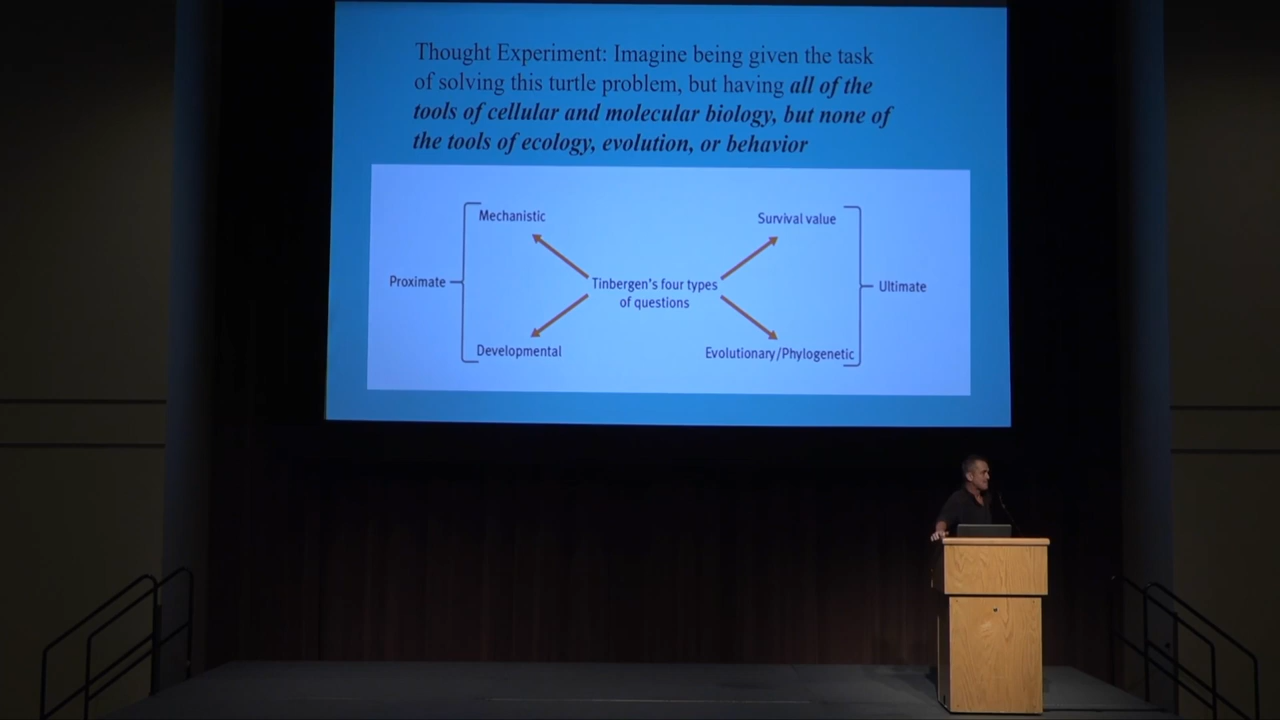 Thought Experiment: Imagine being given the task
of solving this turtle problem, but having all of the
tools of cellular and molecular biology, but none of
the tools of ecology, evolution, or behavior
Mechanistic
Survival value
Proximate
Tinbergen's four types
of questions
Ultimate
Developmental
Evolutionary/Phylogenetic